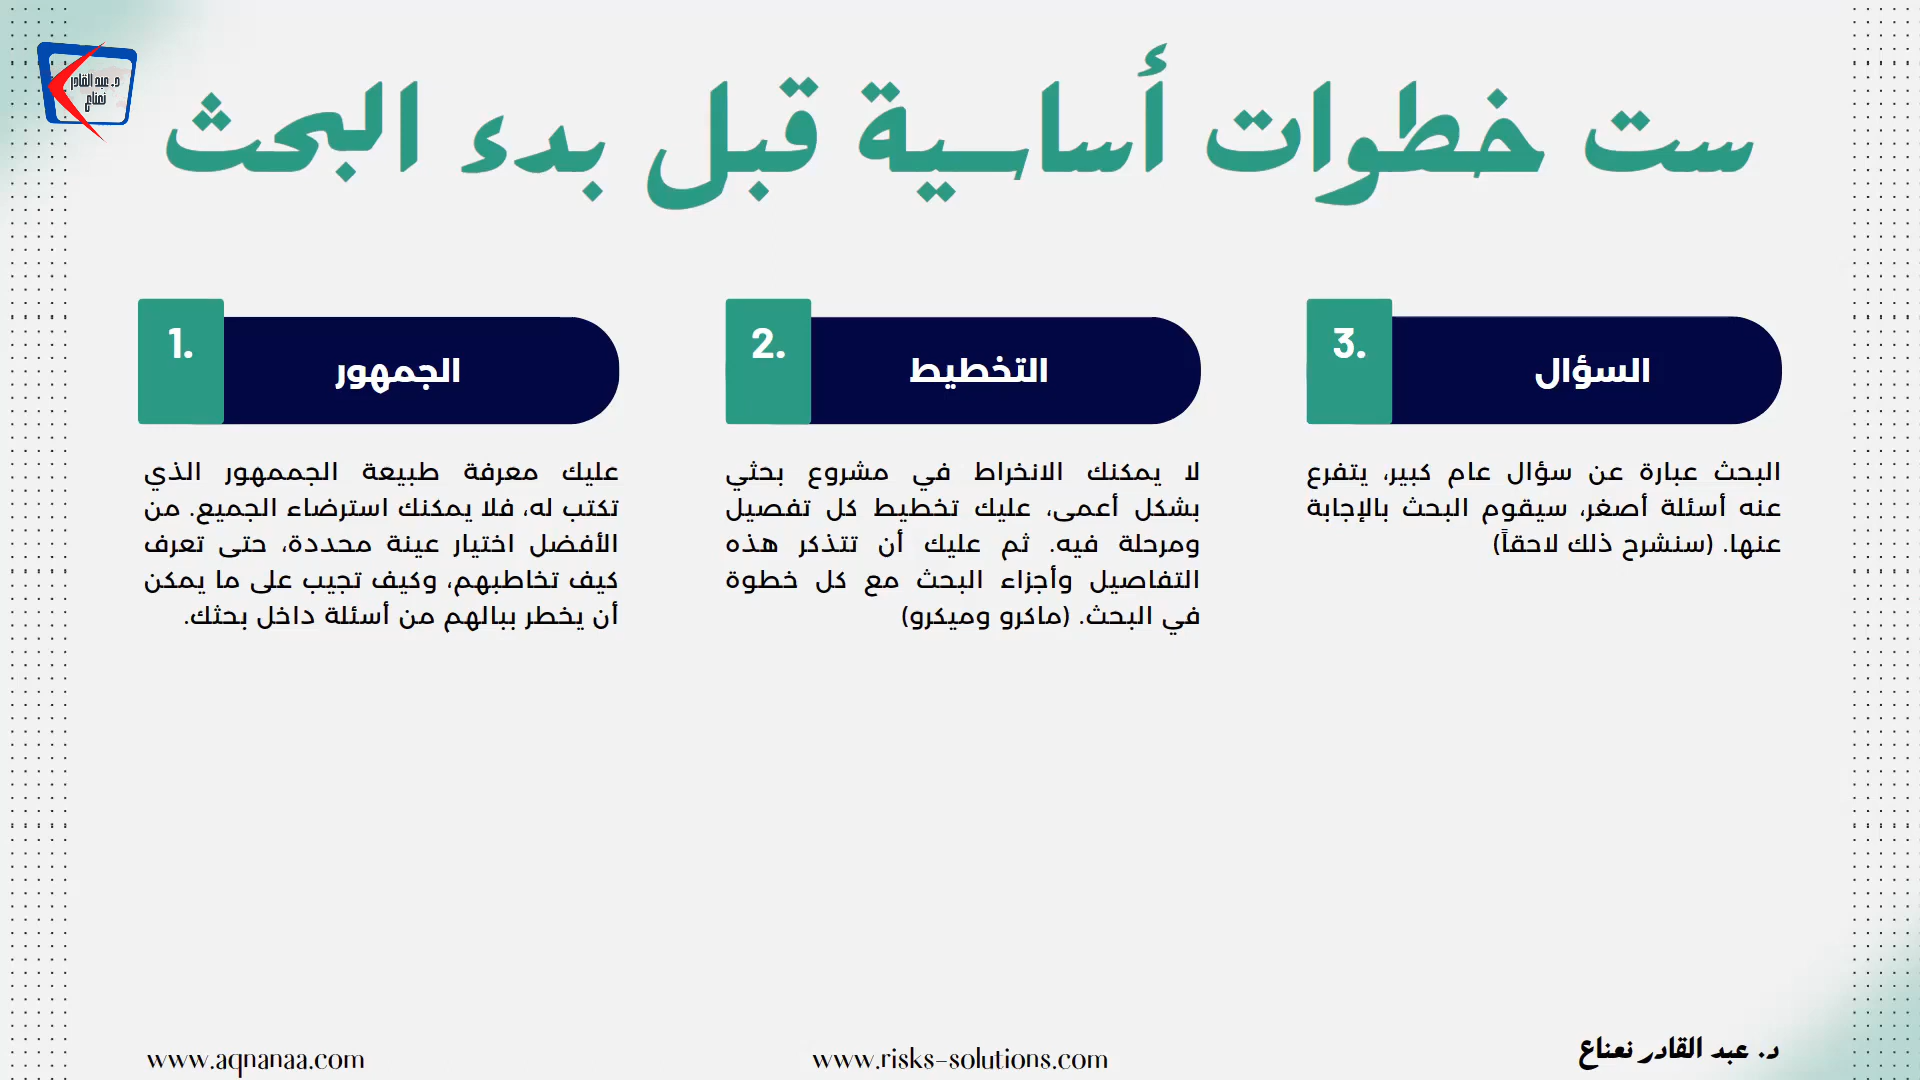 د. عبد القادر
نعناع
ست خطوات أساسية قبل بدء البحث
1.
الجمهور
عليك معرفة طبيعة الجممهور الذي
تكتب له، فلا يمكنك استرضاء الجميع. من
الأفضل اختيار عينة محددة، حتى تعرف
كيف تخاطبهم، وكيف تجيب على ما يمكن
أن يخطر ببالهم من أسئلة داخل بحثك.
2.
التخطيط
لا يمكنك الانخراط في مشروع بحثي
بشكل أعمى، عليك تخطيط كل تفصيل
ومرحلة فيه. ثم عليك أن تتذكر هذه
التفاصيل وأجزاء البحث مع كل خطوة
في البحث. (ماكرو وميكرو)
3.
السؤال
البحث عبارة عن سؤال عام كبير، يتفرع
عنه أسئلة أصغر، سيقوم البحث بالإجابة
عنها. (سنشرح ذلك لاحقاً)
www.aqnanaa.com
www.risks-solutions.com
د. عبد القادر نعناع